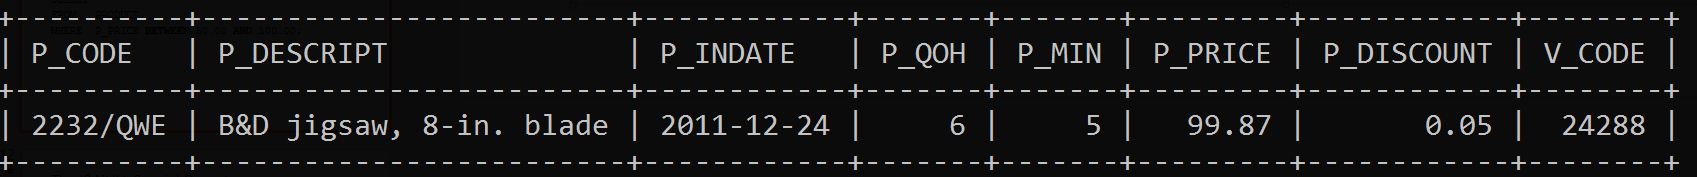 +----------+-------------------------+------------+-------+-------+---------+------------+--------+
| P_CODE   | P_DESCRIPT              | P_INDATE   | P_QOH | P_MIN | P_PRICE | P_DISCOUNT | V_CODE |
+----------+-------------------------+------------+-------+-------+---------+------------+--------+
| 2232/QWE | B&D jigsaw, 8-in. blade | 2011-12-24 |     6 |     5 |   99.87 |       0.05 |  24288 |
+----------+-------------------------+------------+-------+-------+---------+------------+--------+